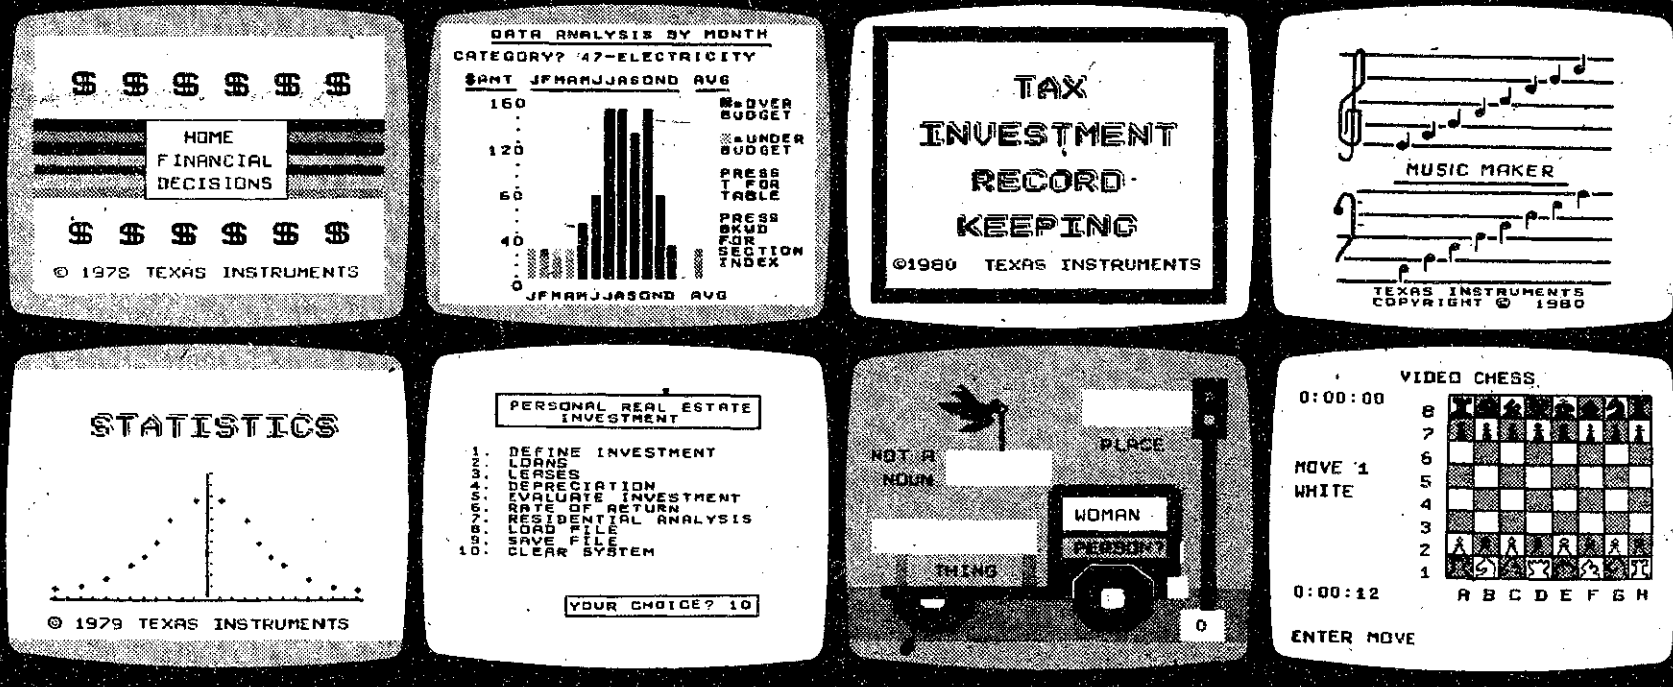 $ $ $ $ $ $
HOME
FINANCIAL
DECISIONS
$ $ $ $ $ $
© 1978 TEXAS INSTRUMENTS
DATA ANALYSIS BY MONTH
CATEGORY? 47-ELECTRICITY
$AMT JFMAMJJASOND AVG
160
120
60
40
0
■=OVER
BUDGET
▒=UNDER
BUDGET
PRESS
T FOR
TABLE
PRESS
BKWD
FOR
SECTION
INDEX
JFMAMJJASOND AVG
TAX
INVESTMENT
RECORD
KEEPING
©1980 TEXAS INSTRUMENTS
MUSIC MAKER
TEXAS INSTRUMENTS
COPYRIGHT © 1980
STATISTICS
© 1979 TEXAS INSTRUMENTS
PERSONAL REAL ESTATE
INVESTMENT
1. DEFINE INVESTMENT
2. LOANS
3. LEASES
4. DEPRECIATION
5. EVALUATE INVESTMENT
6. RATE OF RETURN
7. RESIDENTIAL ANALYSIS
8. LOAD FILE
9. SAVE FILE
10. CLEAR SYSTEM
YOUR CHOICE? 10
PLACE
NOT A
NOUN
WOMAN
PERSON?
THING
0
VIDEO CHESS
0:00:00
8
7
6
MOVE 1
5
WHITE
4
3
2
1
0:00:12
A B C D E F G H
ENTER MOVE